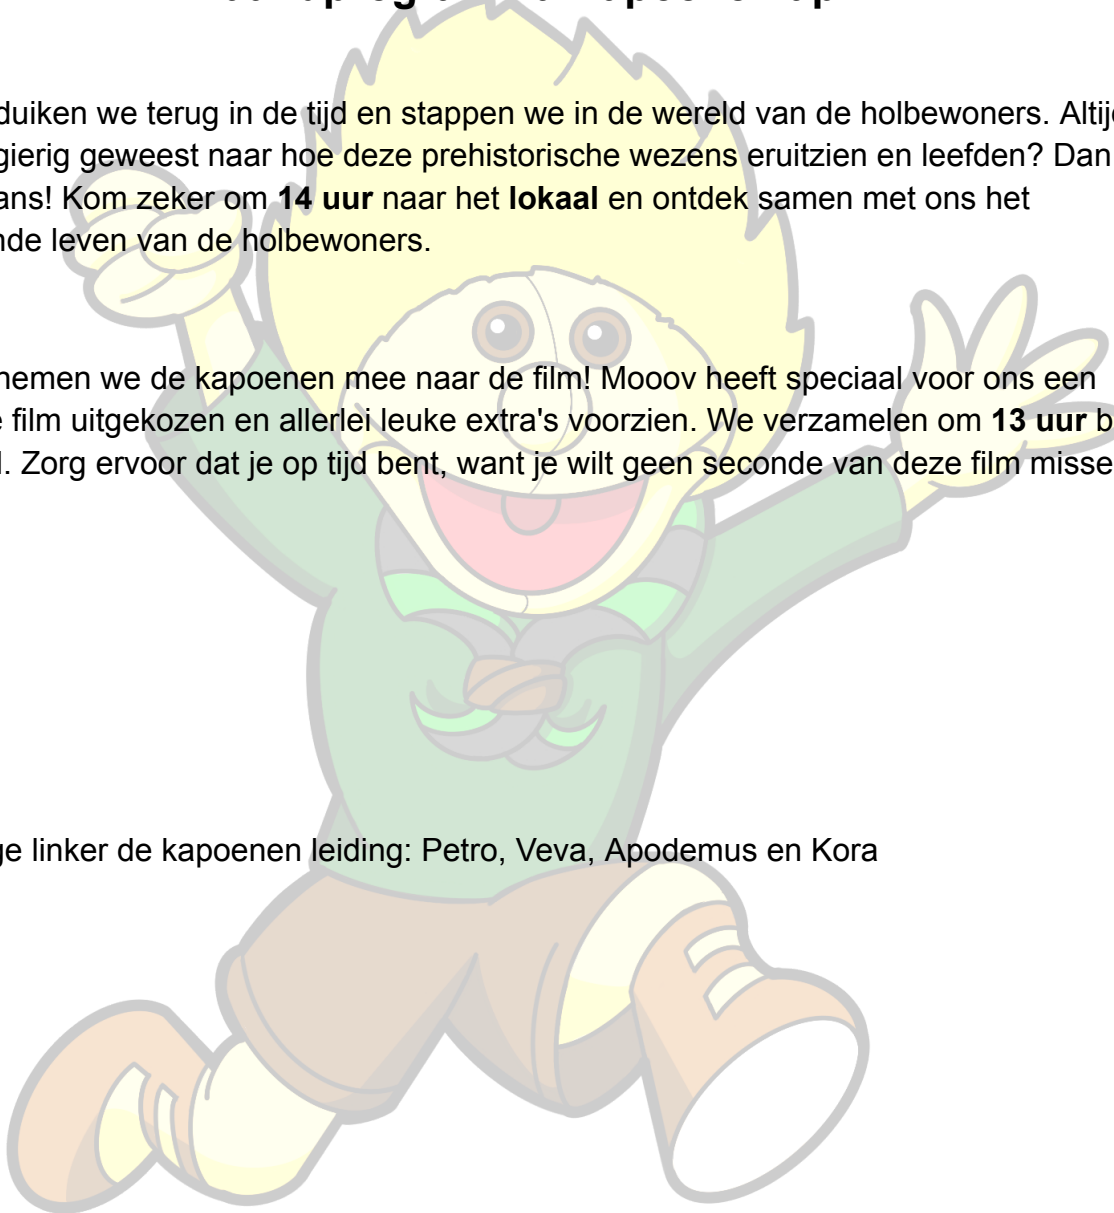 duiken we terug in de tijd en stappen we in de wereld van de holbewoners.
gierig geweest naar hoe deze prehistorische wezens eruitzien en leefden? Dan
ans! Kom zeker om 14 uur naar het lokaal en ontdek samen met ons het
nde leven van de holbewoners.
nemen we de kapoenen mee naar de film! Mooov heeft speciaal voor ons een
e film uitgekozen en allerlei leuke extra's voorzien. We verzamelen om 13 uur b
l. Zorg ervoor dat je op tijd bent, want je wilt geen seconde van deze film misse
ge linker de kapoenen leiding: Petro, Veva, Apodemus en Kora